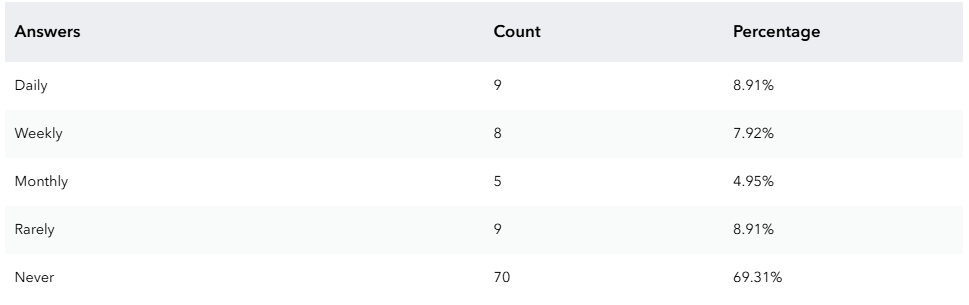 Answers Count Percentage
Daily 9 8.91%
Weekly 8 7.92%
Monthly 5 4.95%
Rarely 9 8.91%
Never 70 69.31%